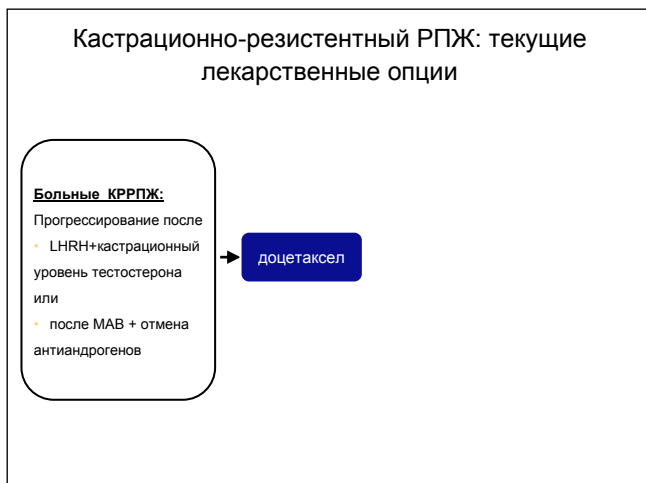 Кастрационно-резистентный РПЖ: текущие
лекарственные опции
Больные КРРПЖ:
Прогрессирование после
• LHRH+кастрационный
уровень тестостерона
или
• после МАВ + отмена
антиандрогенов
доцетаксел